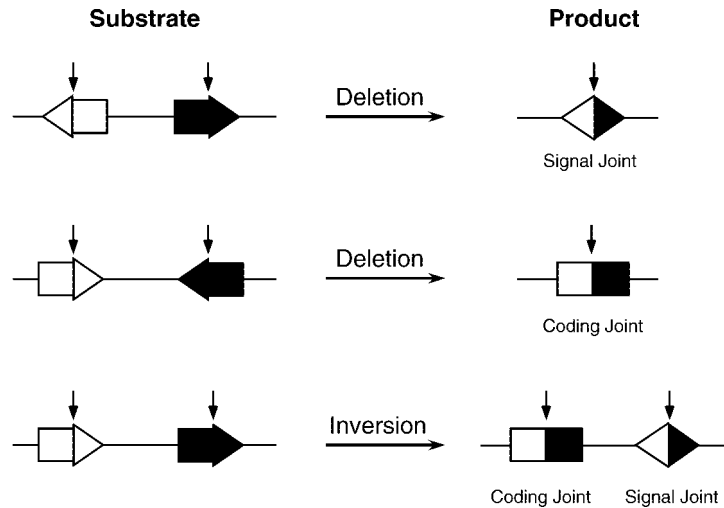 Substrate
Product
Deletion
Signal Joint
Deletion
Coding Joint
Inversion
Coding Joint
Signal Joint